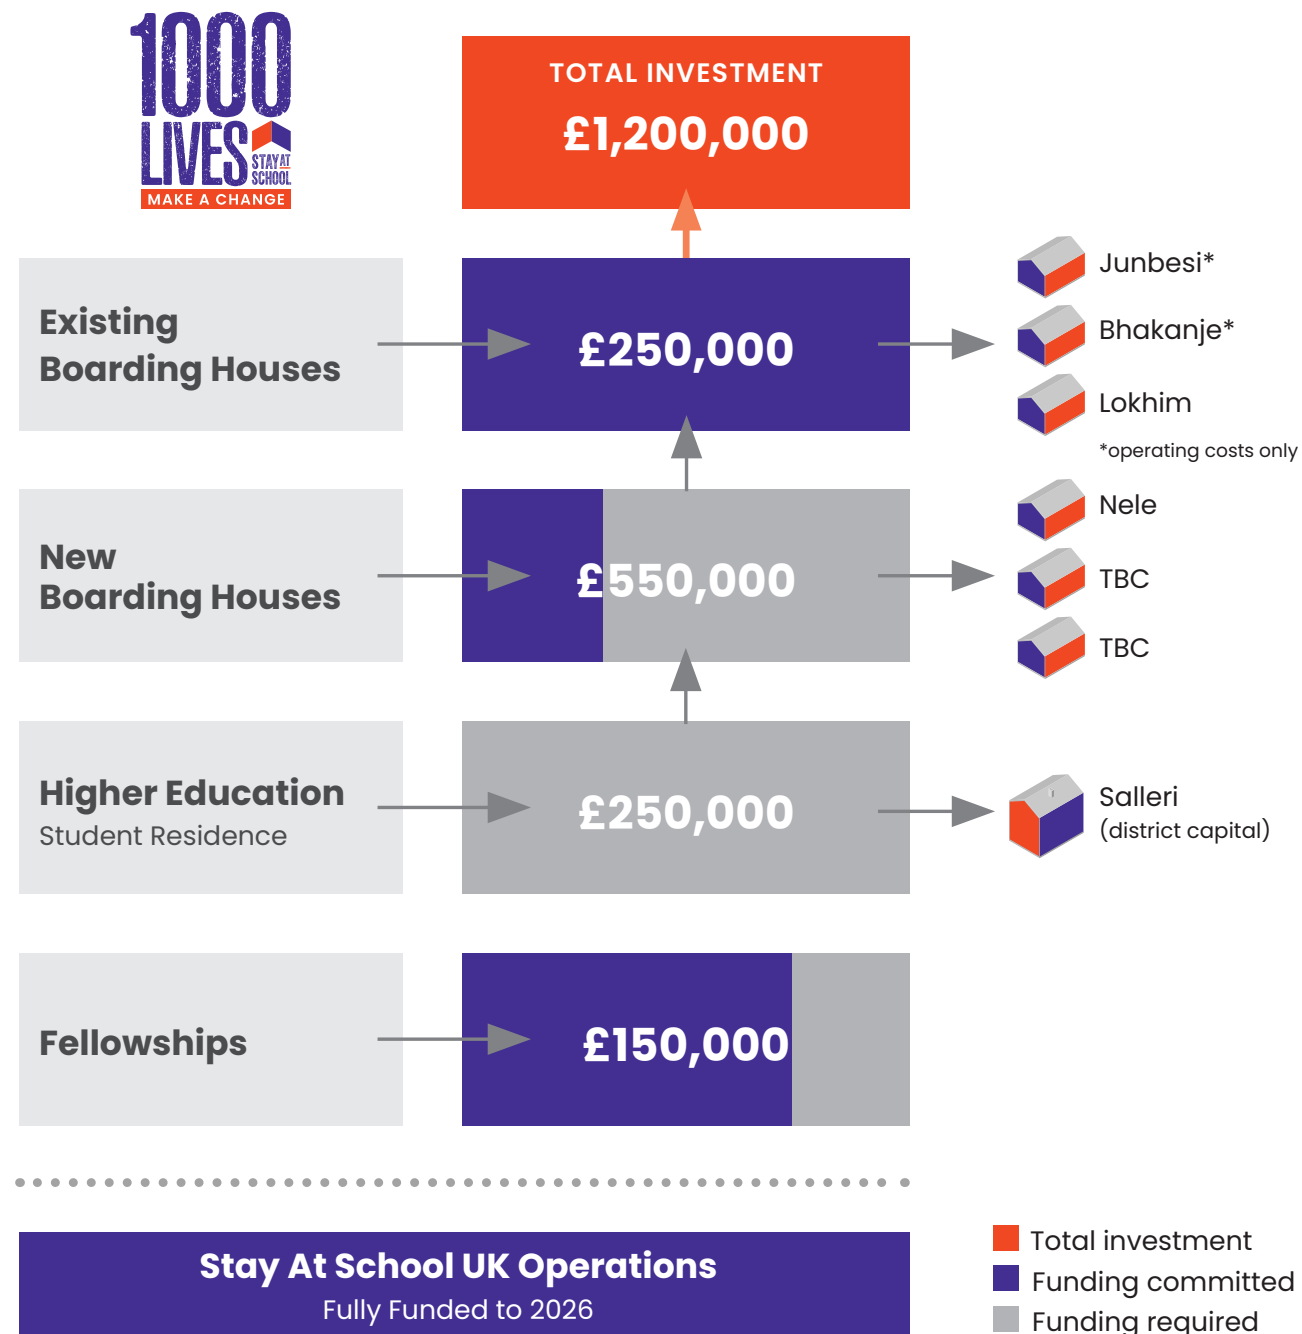 1000
LIVES
STAY AT
SCHOOL
MAKE A CHANGE
TOTAL INVESTMENT
£1,200,000
Existing
Boarding Houses
£250,000
Junbesi*
Bhakanje*
Lokhim
*operating costs only
New
Boarding Houses
£550,000
Nele
TBC
TBC
Higher Education
Student Residence
£250,000
Salleri
(district capital)
Fellowships
£150,000
Stay At School UK Operations
Fully Funded to 2026
Total investment
Funding committed
Funding required